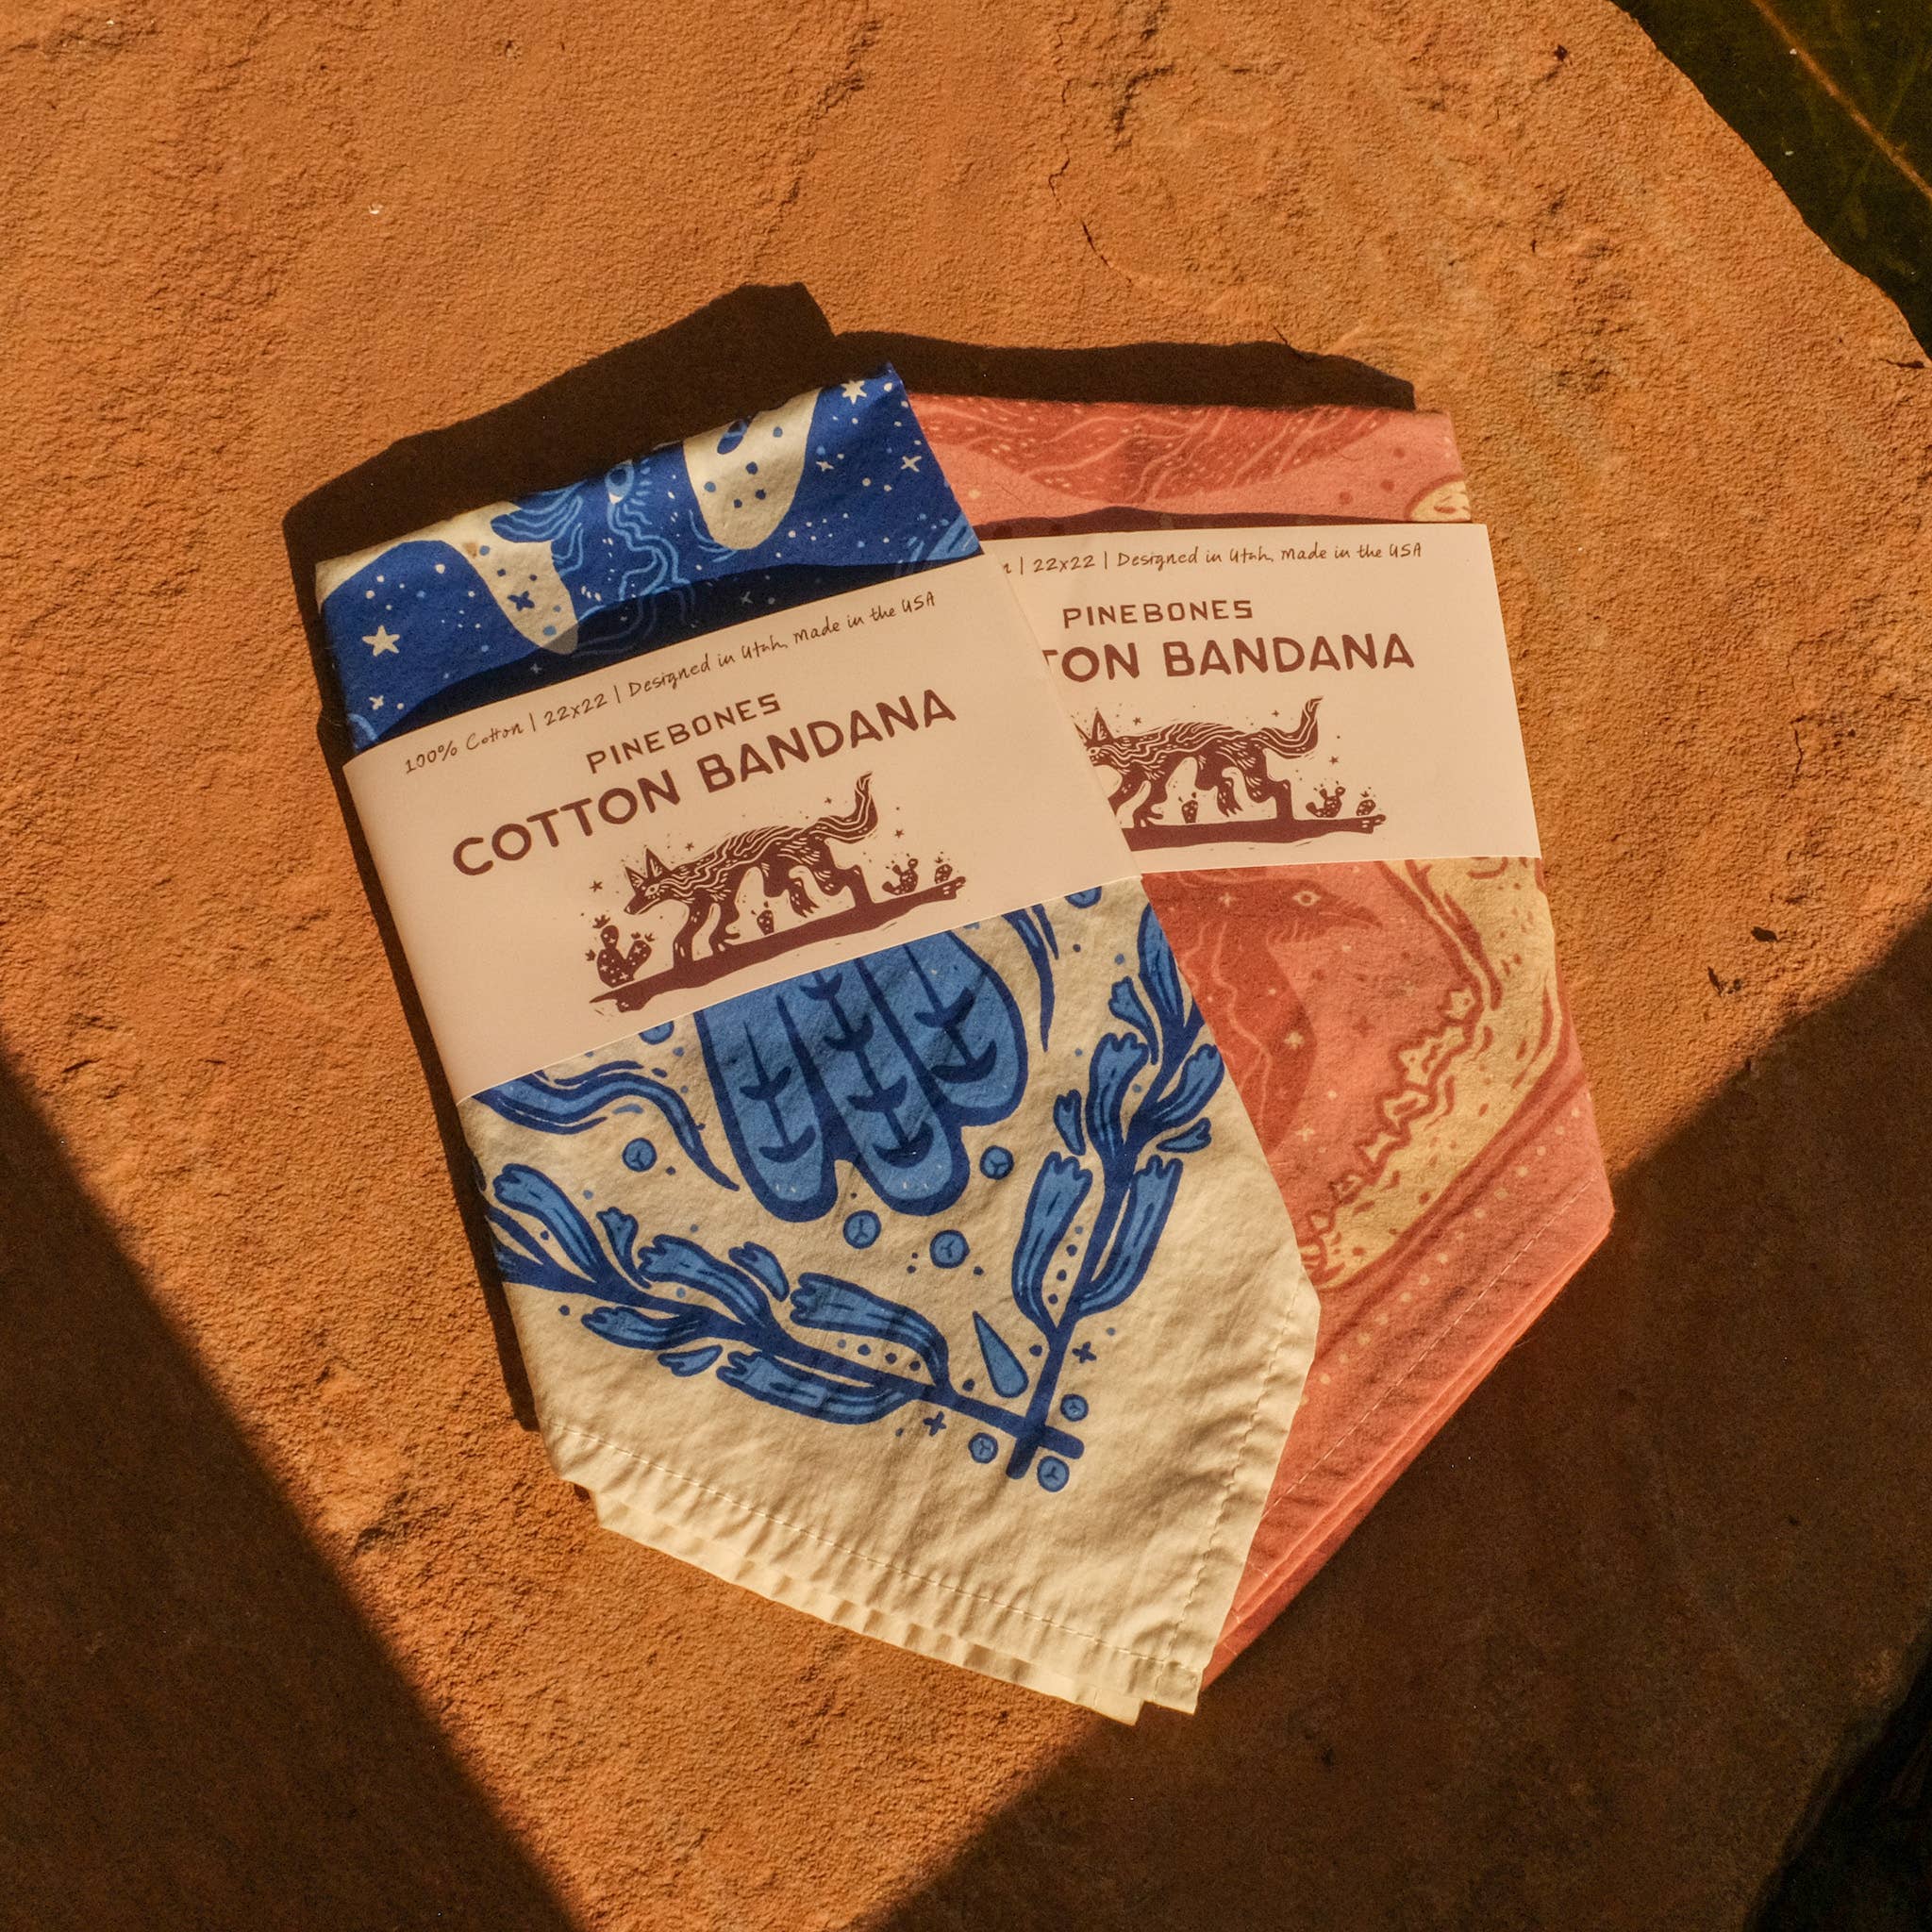 100% Cotton | 22x22 | Designed in Utah, Made in the USA
PINEBONES
COTTON BANDANA
| 22x22 | Designed in Utah, Made in the USA
PINEBONES
TON BANDANA